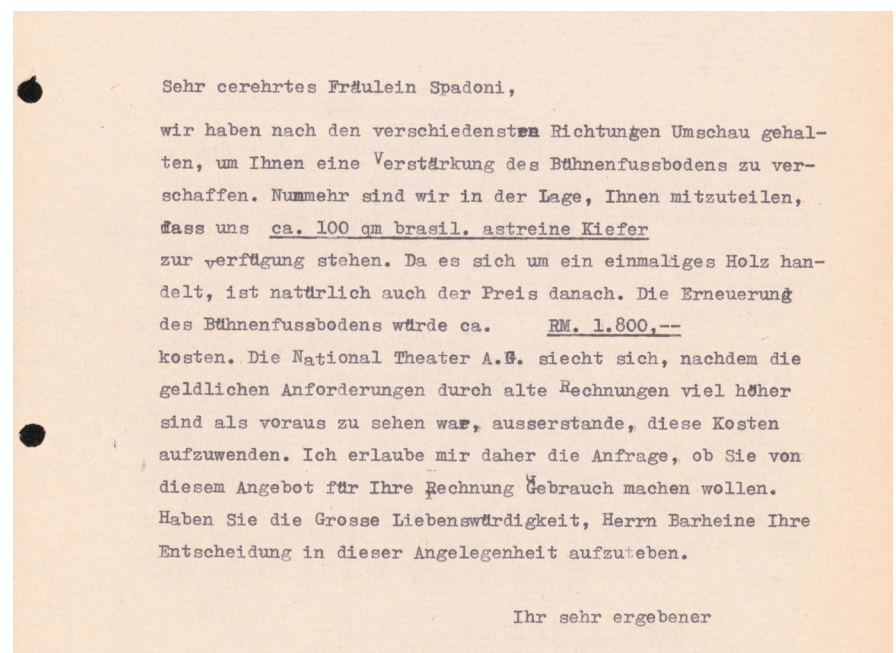 Sehr cerehrtes Fräulein Spadoni,
wir haben nach den verschiedensten Richtungen Umschau gehal-
ten, um Ihnen eine Verstärkung des Bühnenfussbodens zu ver-
schaffen. Nummehr sind wir in der Lage, Ihnen mitzuteilen,
dass uns ca. 100 qm brasil. astreine Kiefer
zur verfügung stehen. Da es sich um ein einmaliges Holz han-
delt, ist natürlich auch der Preis danach. Die Erneuerung
des Bühnenfussbodens würde ca. RM. 1.800,--
kosten. Die National Theater A.G. siecht sich, nachdem die
geldlichen Anforderungen durch alte Rechnungen viel höher
sind als voraus zu sehen war, ausserstande, diese Kosten
aufzuwenden. Ich erlaube mir daher die Anfrage, ob Sie von
diesem Angebot für Ihre Rechnung Gebrauch machen wollen.
Haben Sie die Grosse Liebenswürdigkeit, Herrn Barheine Ihre
Entscheidung in dieser Angelegenheit aufzuteben.
Ihr sehr ergebener